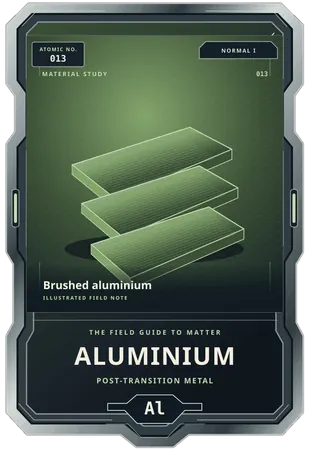 ATOMIC NO.
013
NORMAL I
MATERIAL STUDY
013
Brushed aluminium
ILLUSTRATED FIELD NOTE
THE FIELD GUIDE TO MATTER
ALUMINIUM
POST-TRANSITION METAL
Al